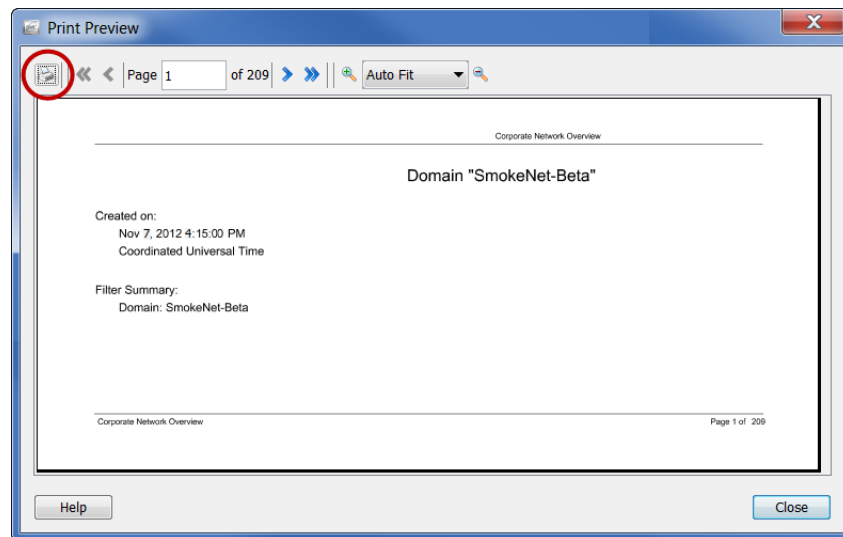 Print Preview
Page 1 of 209 Auto Fit
Corporate Network Overview
Domain "SmokeNet-Beta"
Created on:
Nov 7, 2012 4:15:00 PM
Coordinated Universal Time
Filter Summary:
Domain: SmokeNet-Beta
Corporate Network Overview Page 1 of 209
Help Close